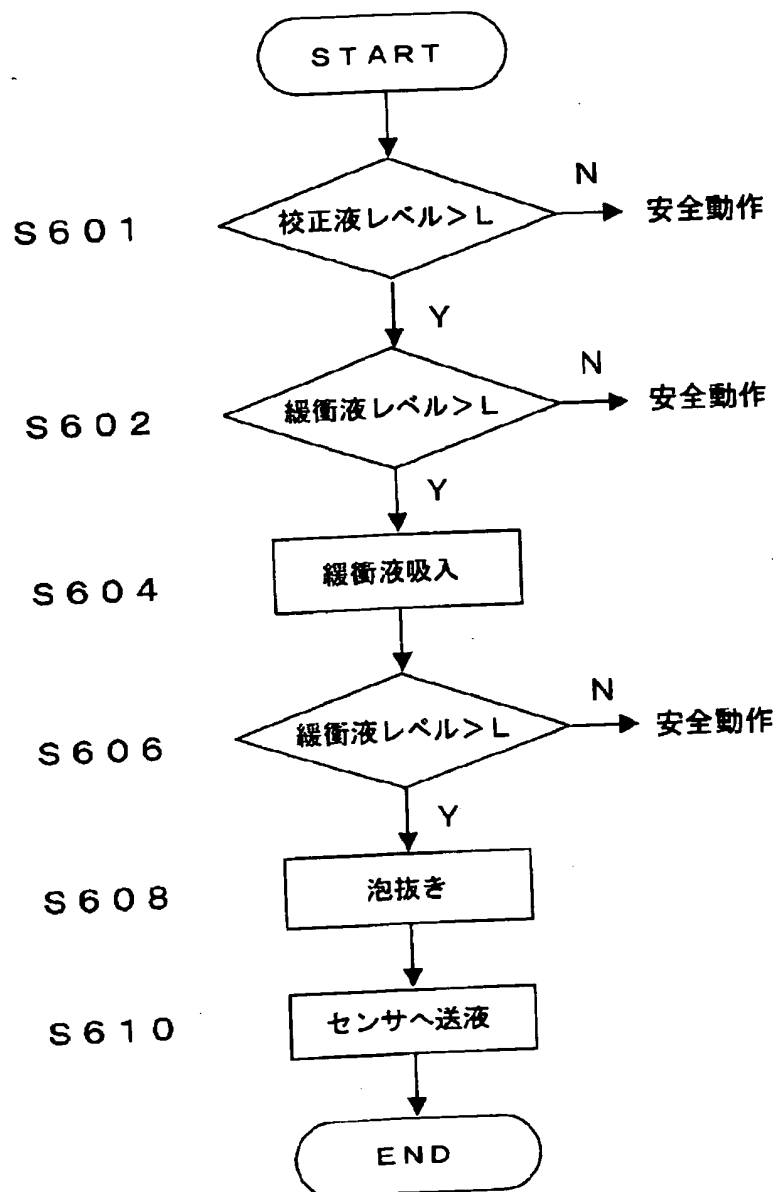 START
N
S601 校正液レベル＞L 安全動作
Y
N
S602 緩衝液レベル＞L 安全動作
Y
S604 緩衝液吸入
N
S606 緩衝液レベル＞L 安全動作
Y
S608 泡抜き
S610 センサへ送液
END